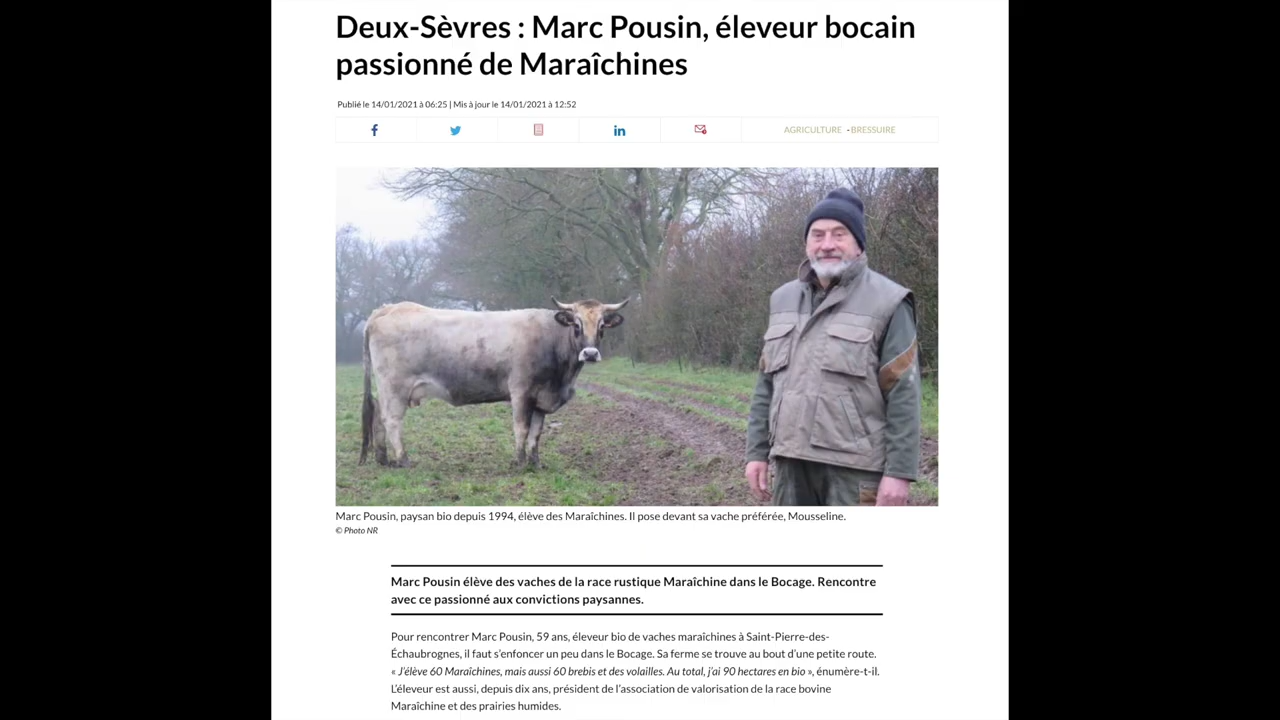 Deux-Sèvres : Marc Pousin, éleveur bocain
passionné de Maraîchines
Publié le 14/01/2021 à 06:25 | Mis à jour le 14/01/2021 à 12:52
AGRICULTURE - BRESSUIRE
Marc Pousin, paysan bio depuis 1994, élève des Maraîchines. Il pose devant sa vache préférée, Mousseline.
© Photo NR
Marc Pousin élève des vaches de la race rustique Maraîchine dans le Bocage. Rencontre
avec ce passionné aux convictions paysannes.
Pour rencontrer Marc Pousin, 59 ans, éleveur bio de vaches maraîchines à Saint-Pierre-des-
Échaubrognes, il faut s’enfoncer un peu dans le Bocage. Sa ferme se trouve au bout d’une petite route.
« J’élève 60 Maraîchines, mais aussi 60 brebis et des volailles. Au total, j’ai 90 hectares en bio », énumère-t-il.
L’éleveur est aussi, depuis dix ans, président de l’association de valorisation de la race bovine
Maraîchine et des prairies humides.